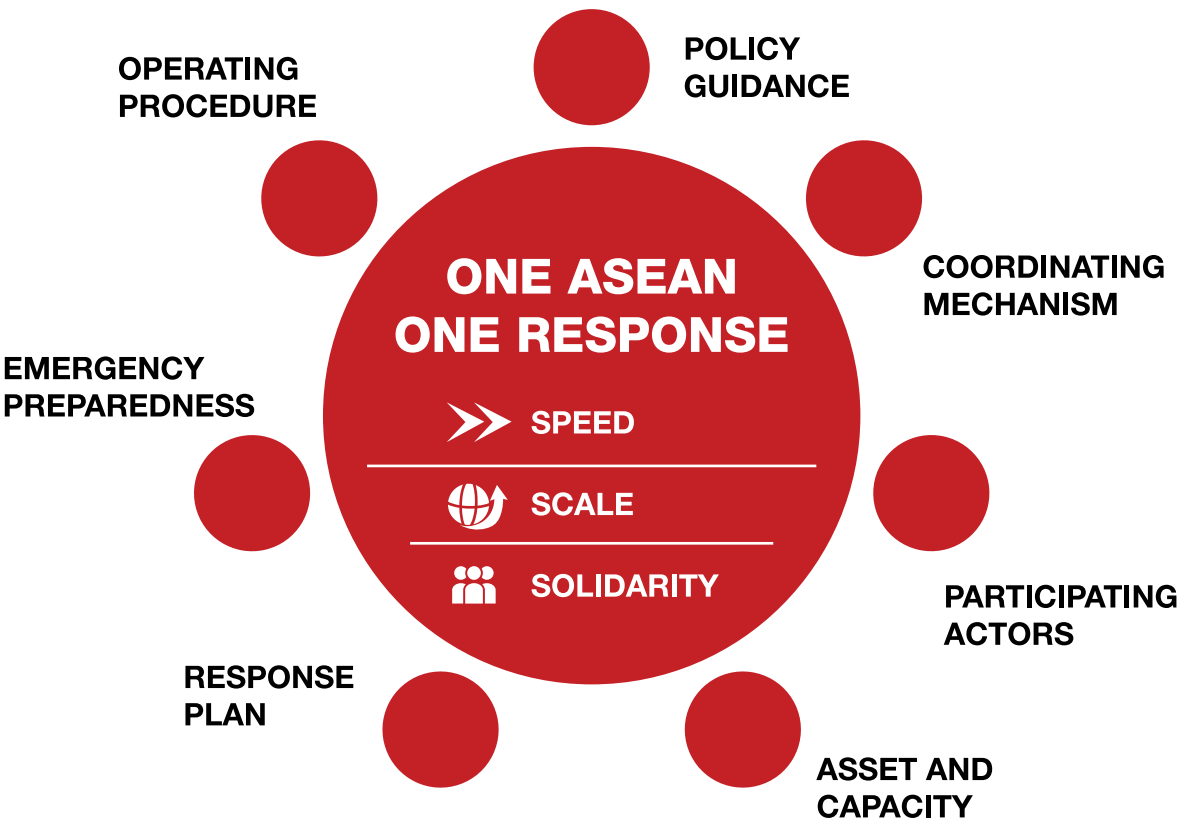 POLICY
GUIDANCE
OPERATING
PROCEDURE
COORDINATING
MECHANISM
ONE ASEAN
ONE RESPONSE
SPEED
SCALE
SOLIDARITY
EMERGENCY
PREPAREDNESS
PARTICIPATING
ACTORS
RESPONSE
PLAN
ASSET AND
CAPACITY